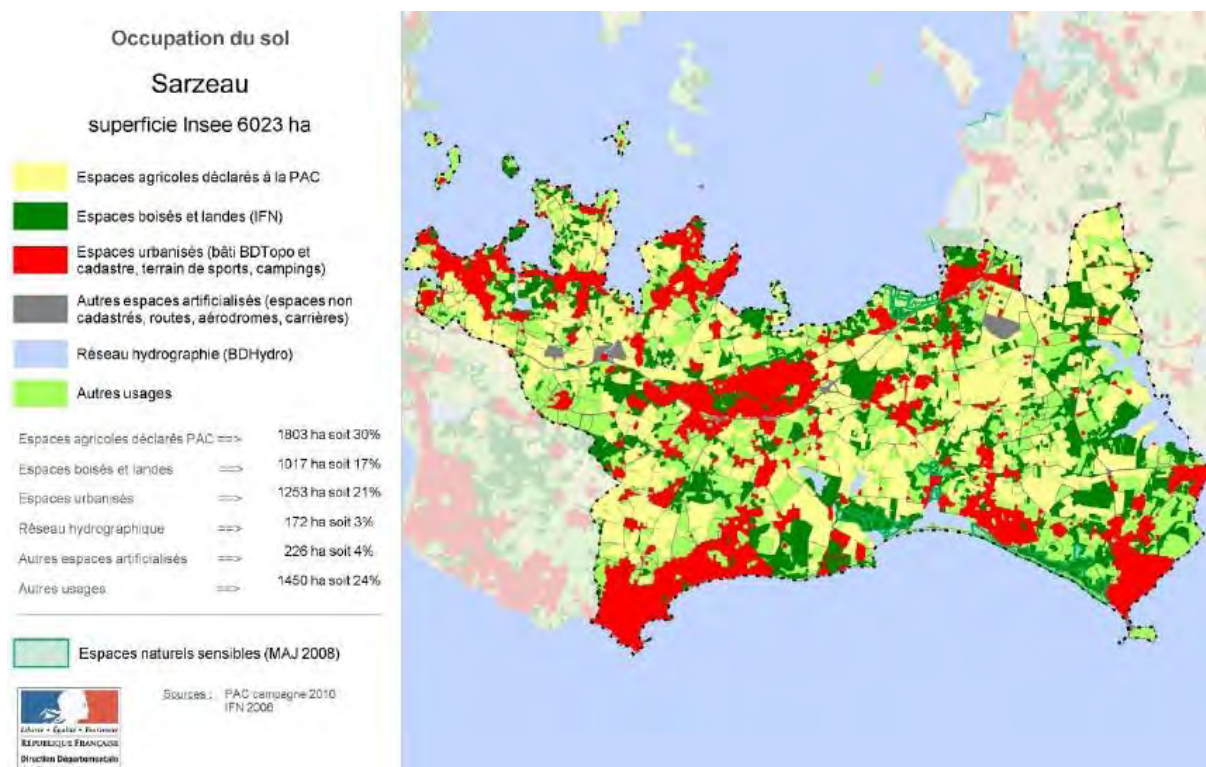 Occupation du sol
Sarzeau
superficie Insee 6023 ha
Espaces agricoles déclarés à la PAC
Espaces boisés et landes (IFN)
Espaces urbanisés (bâti BDTopo et
cadastre, terrain de sports, campings)
Autres espaces artificialisés (espaces non
cadastrés, routes, aérodromes, carrières)
Réseau hydrographie (BDHydro)
Autres usages
Espaces agricoles déclarés PAC ==> 1803 ha soit 30%
Espaces boisés et landes ==> 1017 ha soit 17%
Espaces urbanisés ==> 1253 ha soit 21%
Réseau hydrographique ==> 172 ha soit 3%
Autres espaces artificialisés ==> 226 ha soit 4%
Autres usages ==> 1450 ha soit 24%
Espaces naturels sensibles (MAJ 2008)
Sources : PAC campagne 2010
IFN 2006
Liberté • Égalité • Fraternité
RÉPUBLIQUE FRANÇAISE
Direction Départementale